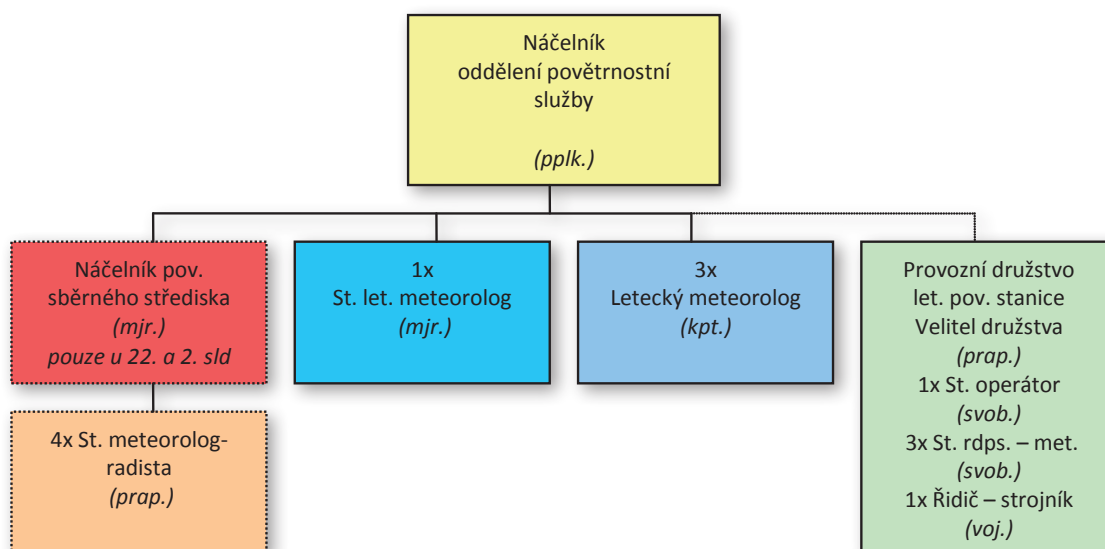 Náčelník
oddělení povětrnostní
služby
(pplk.)
Náčelník pov.
sběrného střediska
(mjr.)
pouze u 22. a 2. sld
4x St. meteorolog-
radista
(prap.)
1x
St. let. meteorolog
(mjr.)
3x
Letecký meteorolog
(kpt.)
Provozní družstvo
let. pov. stanice
Velitel družstva
(prap.)
1x St. operátor
(svob.)
3x St. rdps. – met.
(svob.)
1x Řidič – strojník
(voj.)